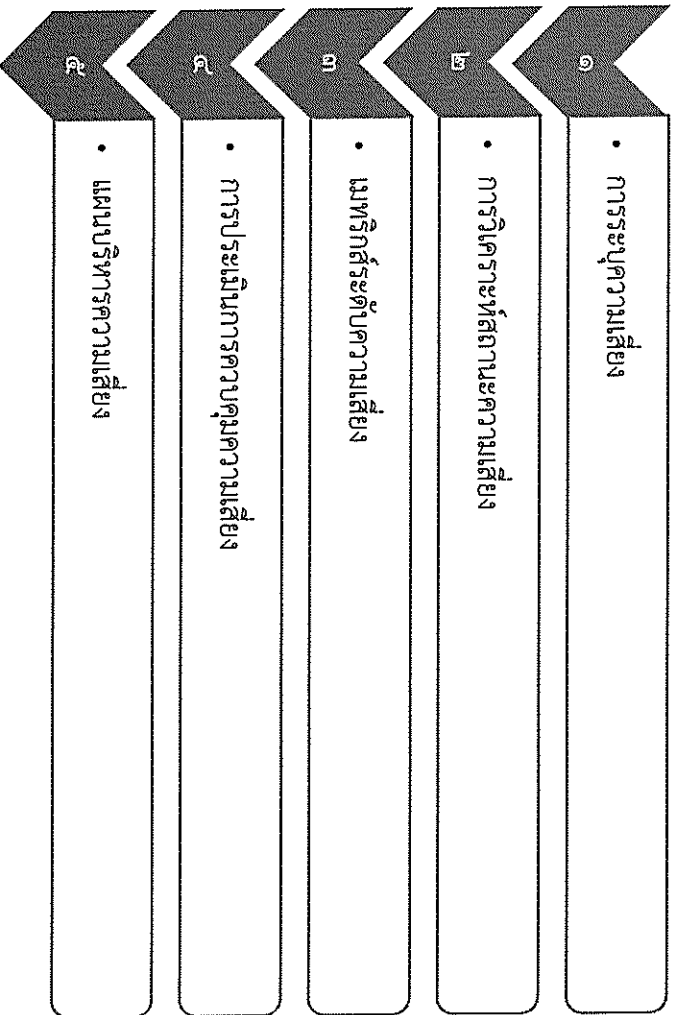 ๑
• การระบุความเสี่ยง
๒
• การวิเคราะห์สถานะความเสี่ยง
๓
• เมทริกส์ระดับความเสี่ยง
๔
• การประเมินการควบคุมความเสี่ยง
๕
• แผนบริหารความเสี่ยง